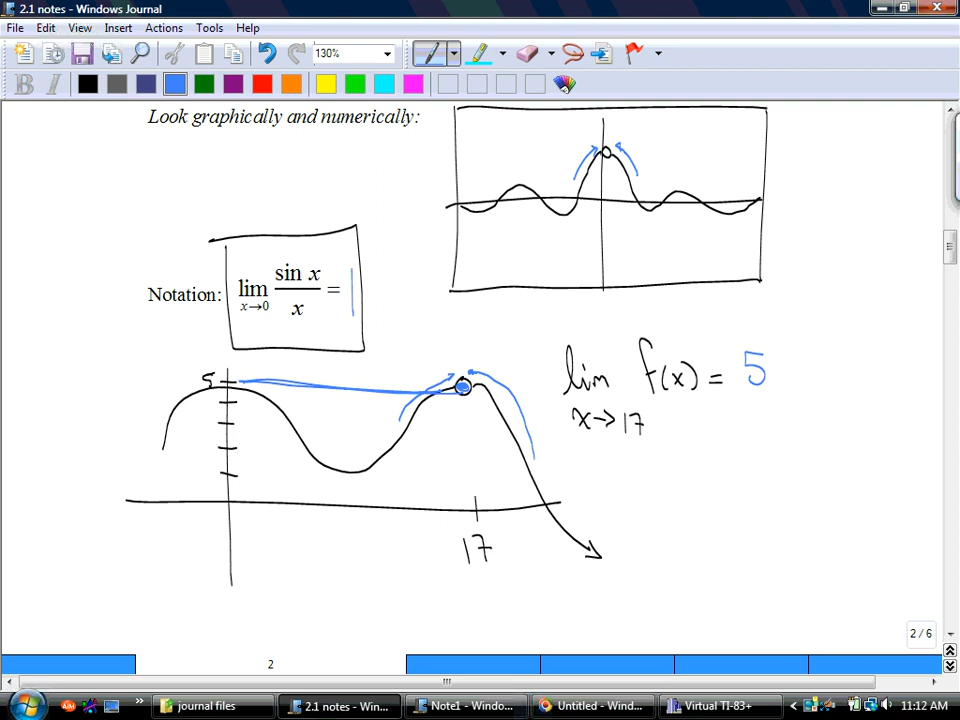 2.1 notes - Windows Journal
File Edit View Insert Actions Tools Help
130%
B I
Look graphically and numerically:
Notation: lim x→0 sin x / x = 1
5
lim f(x) = 5
x→17
17
2 / 6
2
journal files 2.1 notes - Win... Note1 - Windo... Untitled - Wind... Virtual TI-83+ 11:12 AM